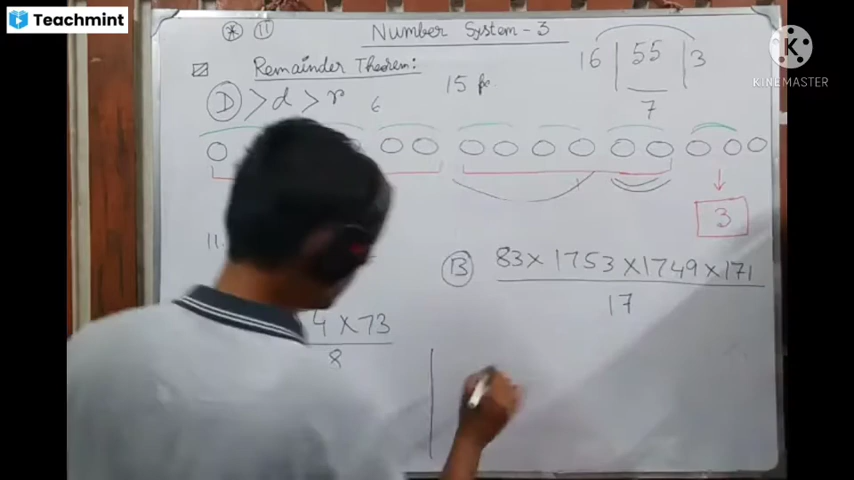 Teachmint
* 11 Number System - 3
Remainder Theorem:
D > d > r 6
15
16 | 55 | 3
7
K
KINEMASTER
3
11.
B 83 × 1753 × 1749 × 171
17
4 × 73
8